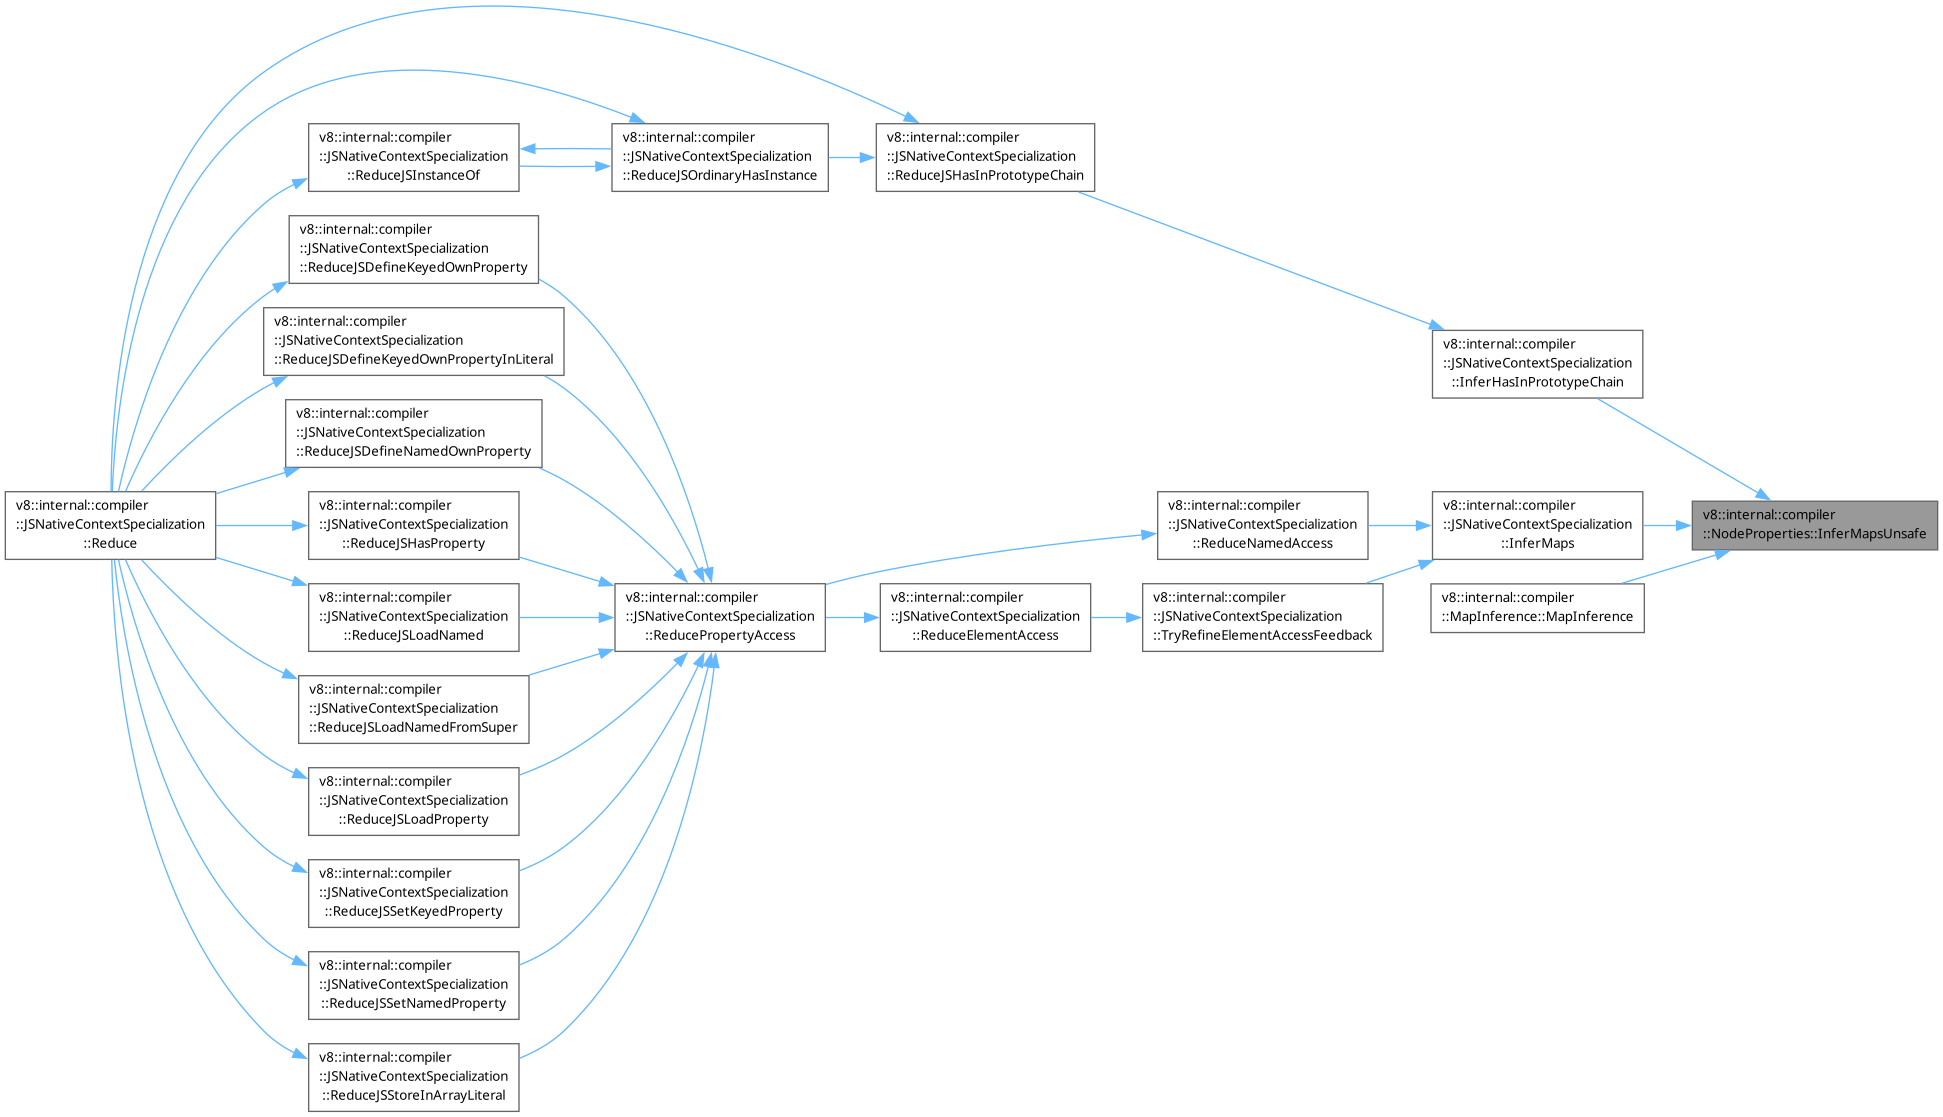 v8::internal::compiler
::JSNativeContextSpecialization
::ReduceJSInstanceOf
v8::internal::compiler
::JSNativeContextSpecialization
::ReduceJSOrdinaryHasInstance
v8::internal::compiler
::JSNativeContextSpecialization
::ReduceJSHasInPrototypeChain
v8::internal::compiler
::JSNativeContextSpecialization
::ReduceJSDefineKeyedOwnProperty
v8::internal::compiler
::JSNativeContextSpecialization
::ReduceJSDefineKeyedOwnPropertyInLiteral
v8::internal::compiler
::JSNativeContextSpecialization
::InferHasInPrototypeChain
v8::internal::compiler
::JSNativeContextSpecialization
::ReduceJSDefineNamedOwnProperty
v8::internal::compiler
::JSNativeContextSpecialization
::Reduce
v8::internal::compiler
::JSNativeContextSpecialization
::ReduceJSHasProperty
v8::internal::compiler
::JSNativeContextSpecialization
::ReduceNamedAccess
v8::internal::compiler
::JSNativeContextSpecialization
::InferMaps
v8::internal::compiler
::NodeProperties::InferMapsUnsafe
v8::internal::compiler
::JSNativeContextSpecialization
::ReduceJSLoadNamed
v8::internal::compiler
::JSNativeContextSpecialization
::ReducePropertyAccess
v8::internal::compiler
::JSNativeContextSpecialization
::ReduceElementAccess
v8::internal::compiler
::JSNativeContextSpecialization
::TryRefineElementAccessFeedback
v8::internal::compiler
::MapInference::MapInference
v8::internal::compiler
::JSNativeContextSpecialization
::ReduceJSLoadNamedFromSuper
v8::internal::compiler
::JSNativeContextSpecialization
::ReduceJSLoadProperty
v8::internal::compiler
::JSNativeContextSpecialization
::ReduceJSSetKeyedProperty
v8::internal::compiler
::JSNativeContextSpecialization
::ReduceJSSetNamedProperty
v8::internal::compiler
::JSNativeContextSpecialization
::ReduceJSStoreInArrayLiteral